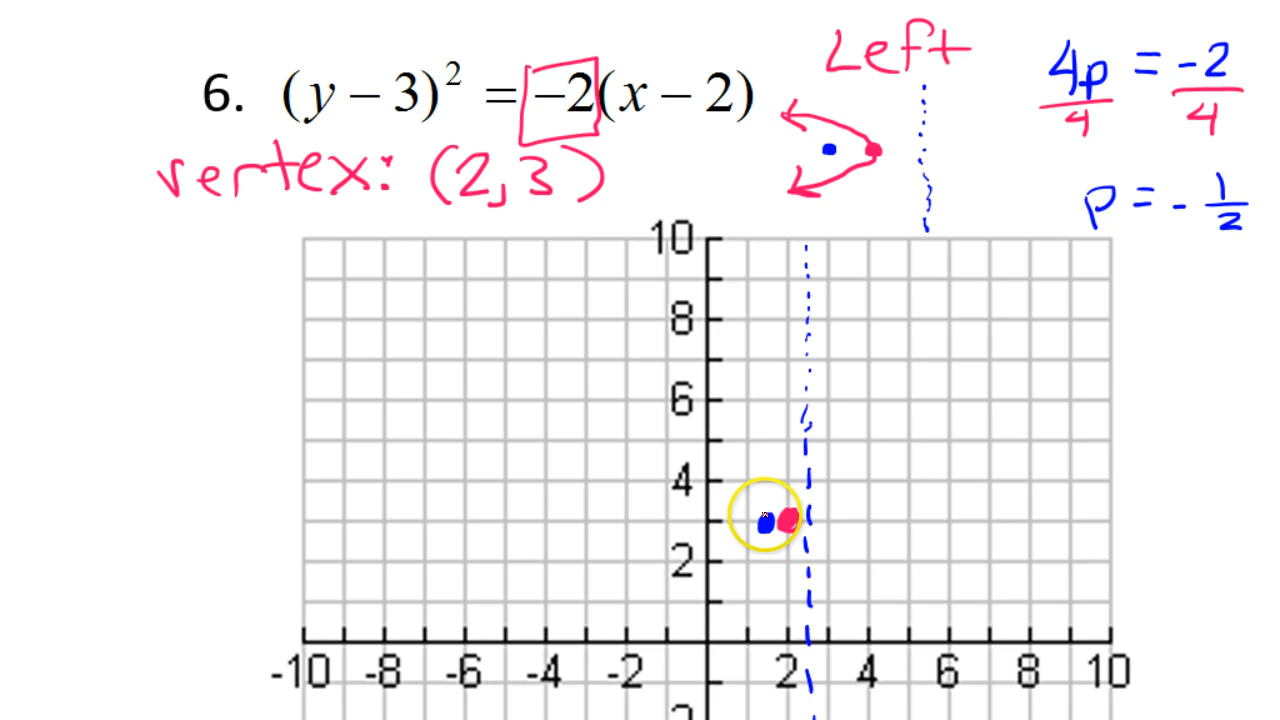 Left
6. (y − 3)² = −2(x − 2)
4p = -2
4 4
vertex: (2,3)
p = - 1/2
10
8
6
4
2
-10 -8 -6 -4 -2 2 4 6 8 10
2